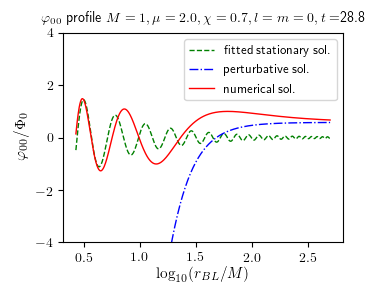 φ₀₀ profile M = 1, μ = 2.0, χ = 0.7, l = m = 0, t =28.8
fitted stationary sol.
perturbative sol.
numerical sol.
φ₀₀/Φ₀
4
2
0
−2
−4
0.5 1.0 1.5 2.0 2.5
log₁₀(r_BL/M)